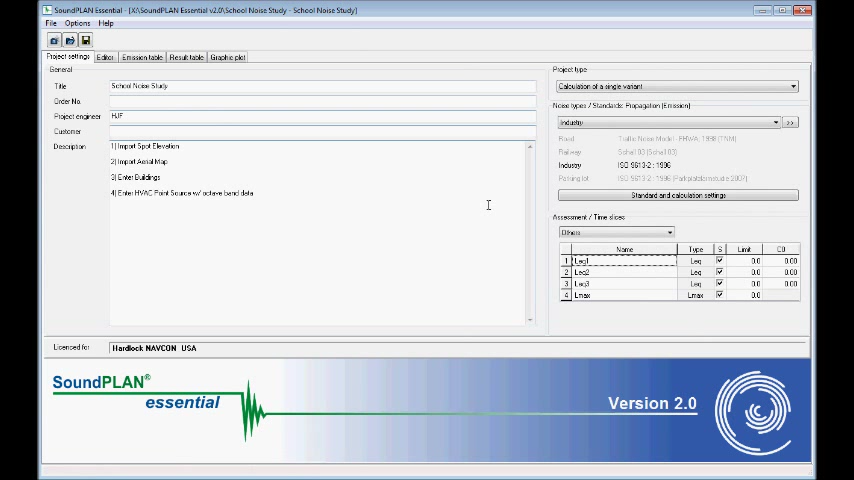 SoundPLAN Essential - [X:\SoundPLAN Essential v2.0\School Noise Study - School Noise Study]
File Options Help
Project settings Editor Emission table Result table Graphic plot
General
Title School Noise Study
Order No.
Project engineer HJF
Customer
Description 1) Import Spot Elevation
2) Import Aerial Map
3) Enter Buildings
4) Enter HVAC Point Source w/ octave band data
Project type
Calculation of a single variant
Noise types / Standards: Propagation (Emission)
Industry >>
Road Traffic Noise Model - FHWA, 1998 (TNM)
Railway Schall 03 (Schall 03)
Industry ISO 9613-2 : 1996
Parking lot ISO 9613-2 : 1996 (Parkplatzlärmstudie 2007)
Standard and calculation settings
Assessment / Time slices
Others
Name Type S Limit C0
1 Leq1 Leq 0.0 0.00
2 Leq2 Leq 0.0 0.00
3 Leq3 Leq 0.0 0.00
4 Lmax Lmax 0.0
Licenced for Hardlock NAVCON USA
SoundPLAN®
essential
Version 2.0